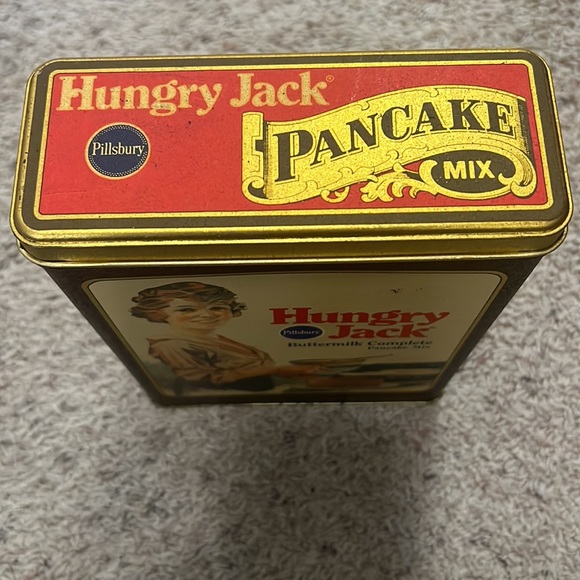 Hungry Jack®
Pillsbury
PANCAKE
MIX
Hungry
Pillsbury Jack®
Buttermilk Complete
Pancake Mix